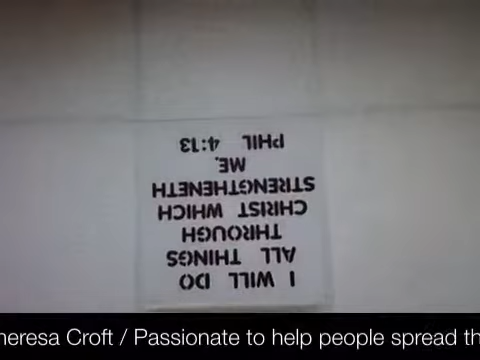 I WILL DO
ALL THINGS
THROUGH
CHRIST WHICH
STRENGTHENETH
ME.
PHIL 4:13
heresa Croft / Passionate to help people spread th